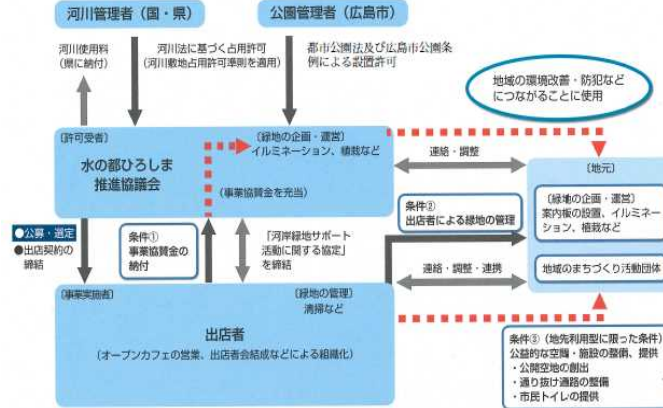 河川管理者（国・県）
公園管理者（広島市）
河川使用料
（県に納付）
河川法に基づく占用許可
（河川敷地占用許可準則を適用）
都市公園法及び広島市公園条
例による設置許可
地域の環境改善・防犯など
につながることに使用
〔許可受者〕
水の都ひろしま
推進協議会
〔緑地の企画・運営〕
イルミネーション、植栽など
（事業協賛金を充当）
連絡・調整
〔地元〕
〔緑地の企画・運営〕
案内板の設置、イルミネー
ション、植栽など
地域のまちづくり活動団体
●公募・選定
●出店契約の
締結
条件①
事業協賛金の
納付
「河岸緑地サポート
活動に関する協定」
を締結
条件②
出店者による緑地の管理
連絡・調整・連携
〔事業実施者〕
〔緑地の管理〕
清掃など
出店者
（オープンカフェの営業、出店者会結成などによる組織化）
条件③（地先利用型に限った条件）
公益的な空間・施設の整備、提供
・公開空地の創出
・通り抜け通路の整備
・市民トイレの提供